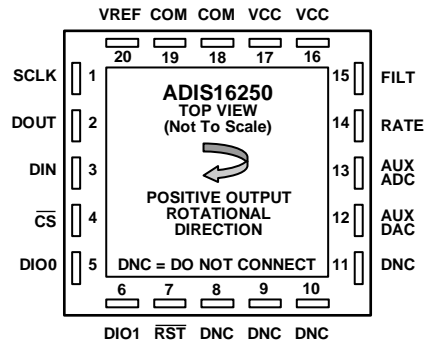 VREF COM COM VCC VCC
20 19 18 17 16
SCLK 1
DOUT 2
DIN 3
CS 4
DIO0 5
ADIS16250
TOP VIEW
(Not To Scale)
POSITIVE OUTPUT
ROTATIONAL
DIRECTION
DNC = DO NOT CONNECT
15 FILT
14 RATE
13 AUX
ADC
12 AUX
DAC
11 DNC
6 7 8 9 10
DIO1 RST DNC DNC DNC